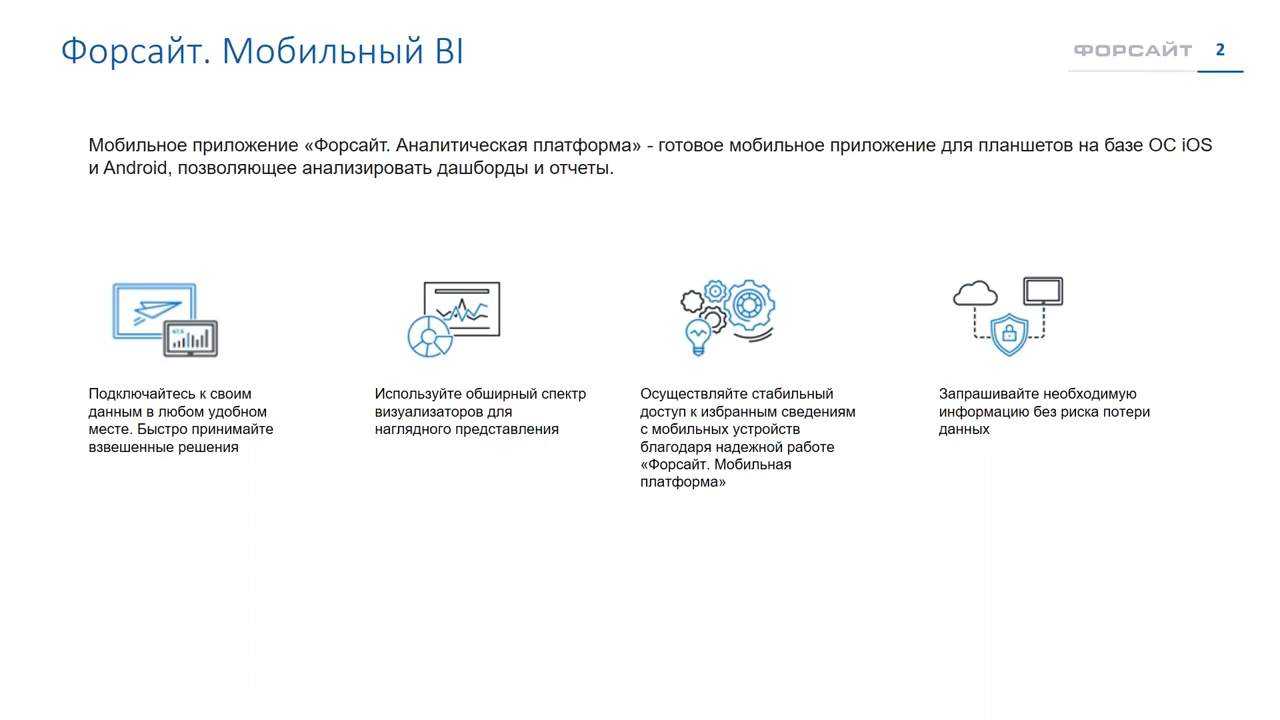 Форсайт. Мобильный BI
ФОРСАЙТ 2
Мобильное приложение «Форсайт. Аналитическая платформа» - готовое мобильное приложение для планшетов на базе ОС iOS
и Android, позволяющее анализировать дашборды и отчеты.
Подключайтесь к своим
данным в любом удобном
месте. Быстро принимайте
взвешенные решения
Используйте обширный спектр
визуализаторов для
наглядного представления
Осуществляйте стабильный
доступ к избранным сведениям
с мобильных устройств
благодаря надежной работе
«Форсайт. Мобильная
платформа»
Запрашивайте необходимую
информацию без риска потери
данных